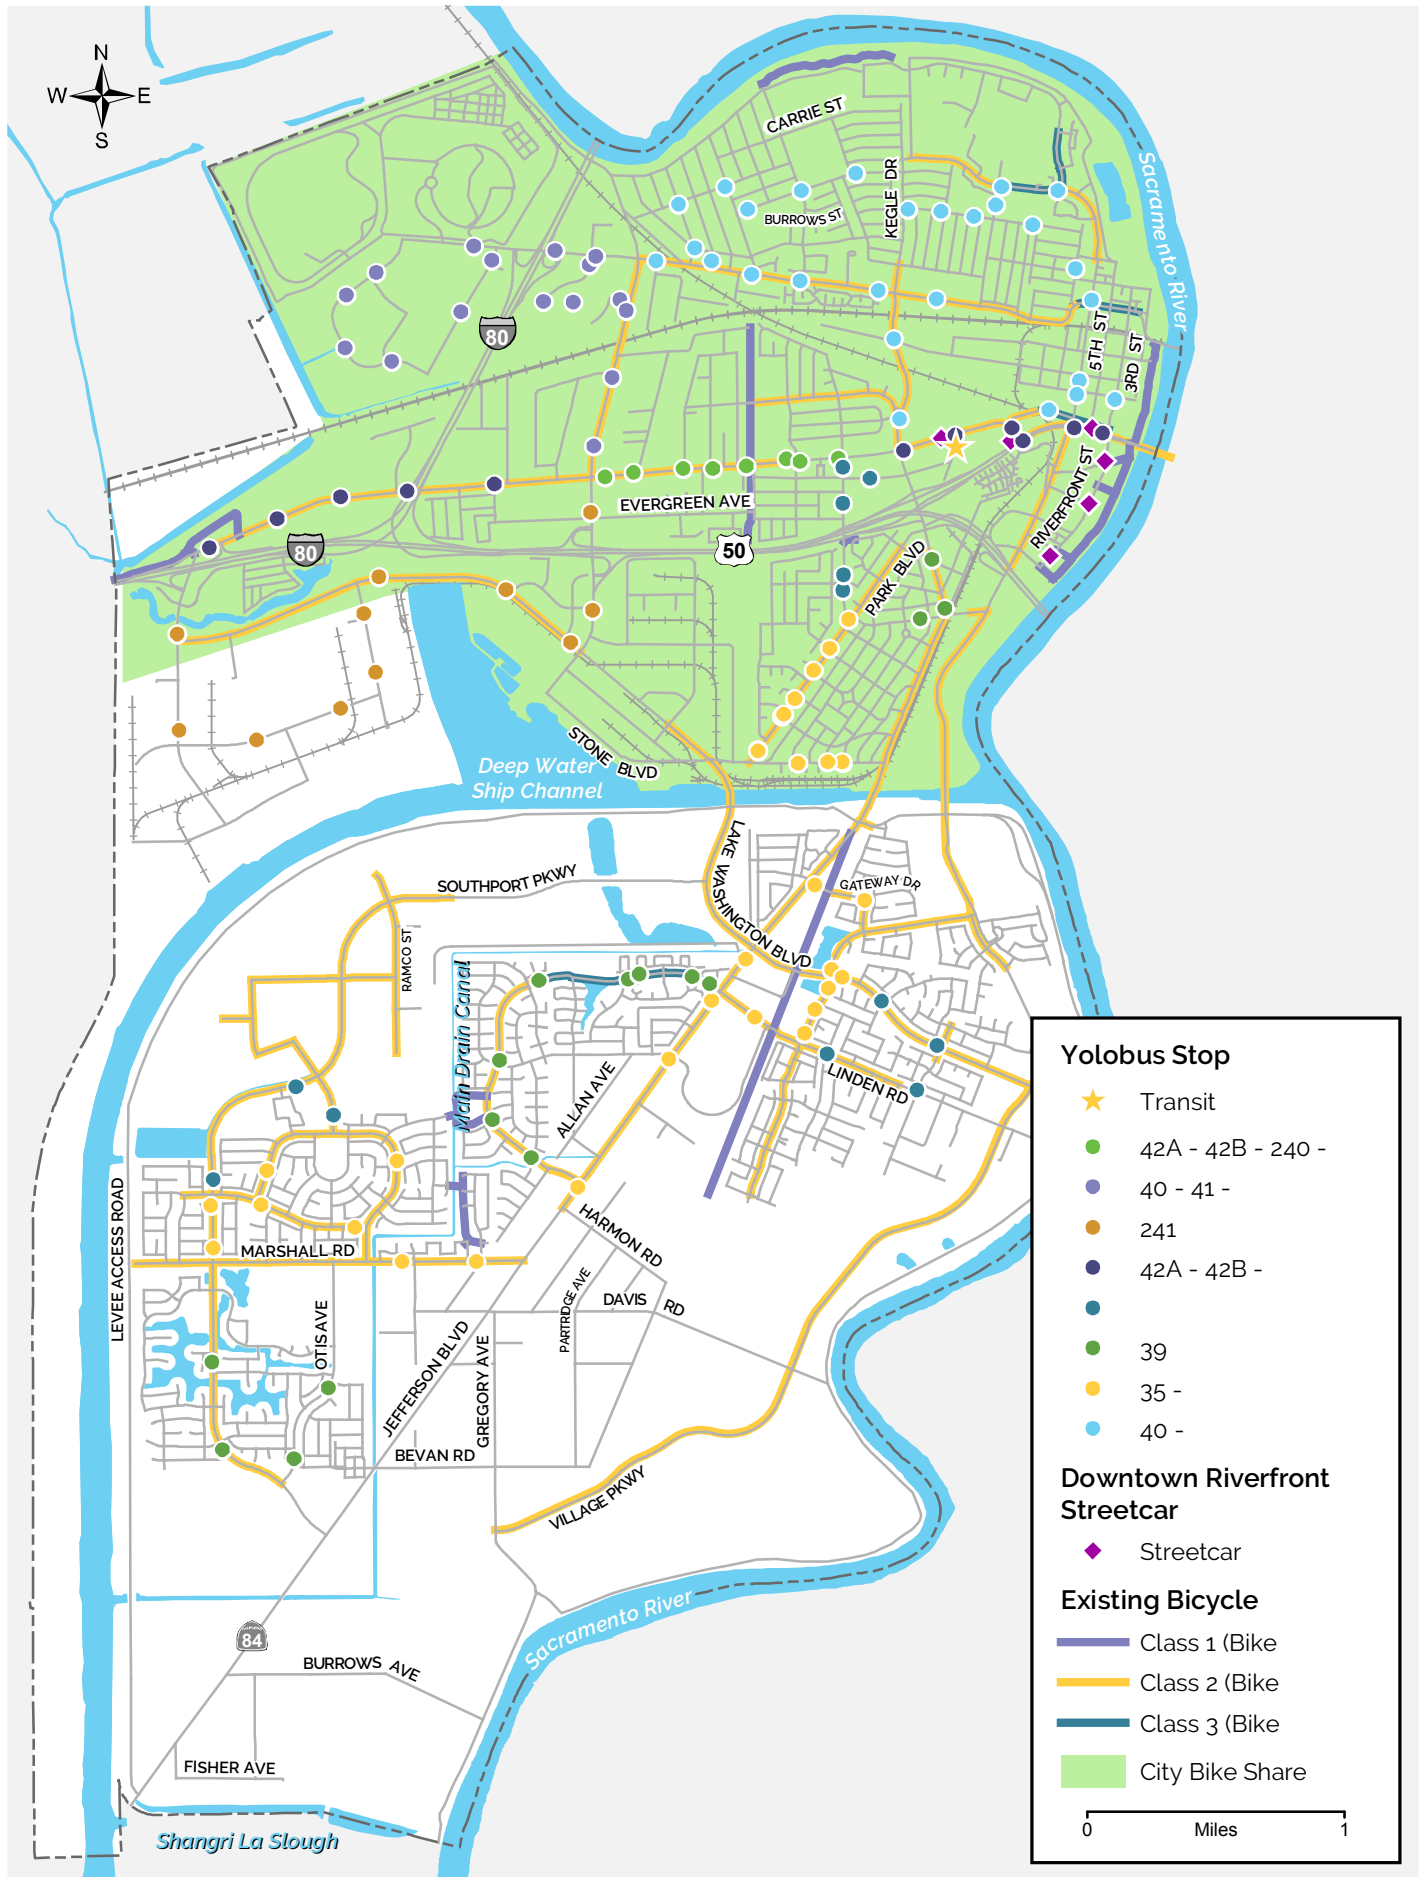 N
W E
S
CARRIE ST
KEGLE DR
BURROWS ST
Sacramento River
80
5TH ST
3RD ST
EVERGREEN AVE
RIVERFRONT ST
80
50
PARK BLVD
STONE BLVD
Deep Water
Ship Channel
LAKE WASHINGTON BLVD
SOUTHPORT PKWY
GATEWAY DR
RAMCO ST
Main Drain Canal
ALLAN AVE
LINDEN RD
LEVEE ACCESS ROAD
MARSHALL RD
HARMON RD
OTIS AVE
PARTRIDGE AVE
DAVIS RD
JEFFERSON BLVD
GREGORY AVE
BEVAN RD
VILLAGE PKWY
Sacramento River
84
BURROWS AVE
FISHER AVE
Shangri La Slough
Yolobus Stop
Transit
42A - 42B - 240 -
40 - 41 -
241
42A - 42B -
39
35 -
40 -
Downtown Riverfront
Streetcar
Streetcar
Existing Bicycle
Class 1 (Bike
Class 2 (Bike
Class 3 (Bike
City Bike Share
0 Miles 1